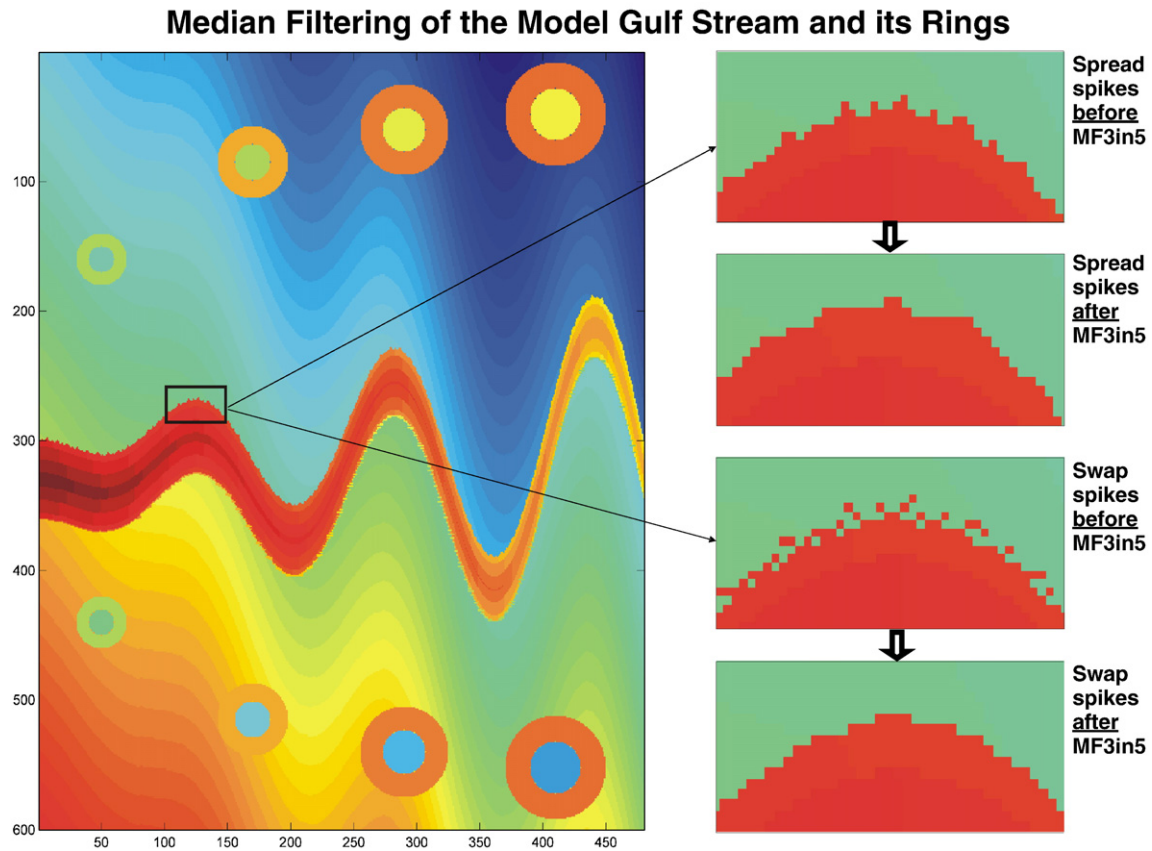 Median Filtering of the Model Gulf Stream and its Rings
100
200
300
400
500
600
50
100
150
200
250
300
350
400
450
Spread
spikes
before
MF3in5
Spread
spikes
after
MF3in5
Swap
spikes
before
MF3in5
Swap
spikes
after
MF3in5